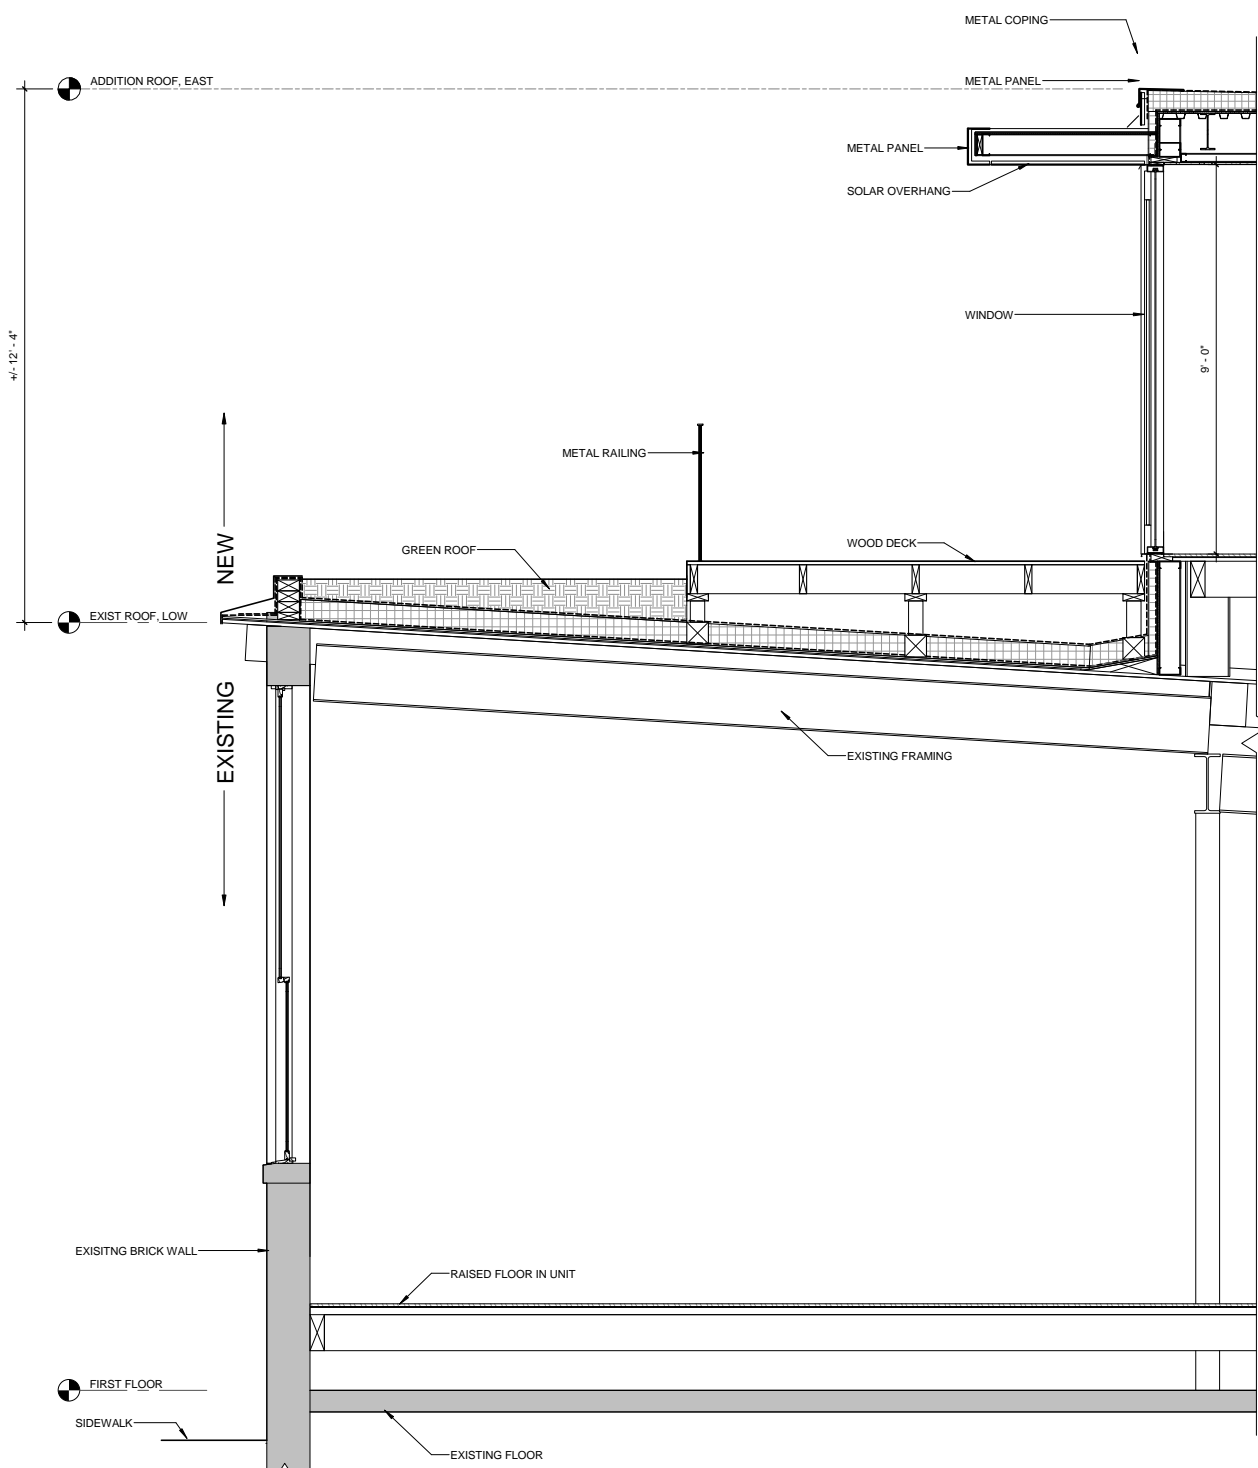 METAL COPING
ADDITION ROOF, EAST
METAL PANEL
METAL PANEL
SOLAR OVERHANG
WINDOW
+/- 12' - 4"
9' - 0"
METAL RAILING
NEW
WOOD DECK
GREEN ROOF
EXIST ROOF, LOW
EXISTING
EXISTING FRAMING
EXISITNG BRICK WALL
RAISED FLOOR IN UNIT
FIRST FLOOR
SIDEWALK
EXISTING FLOOR